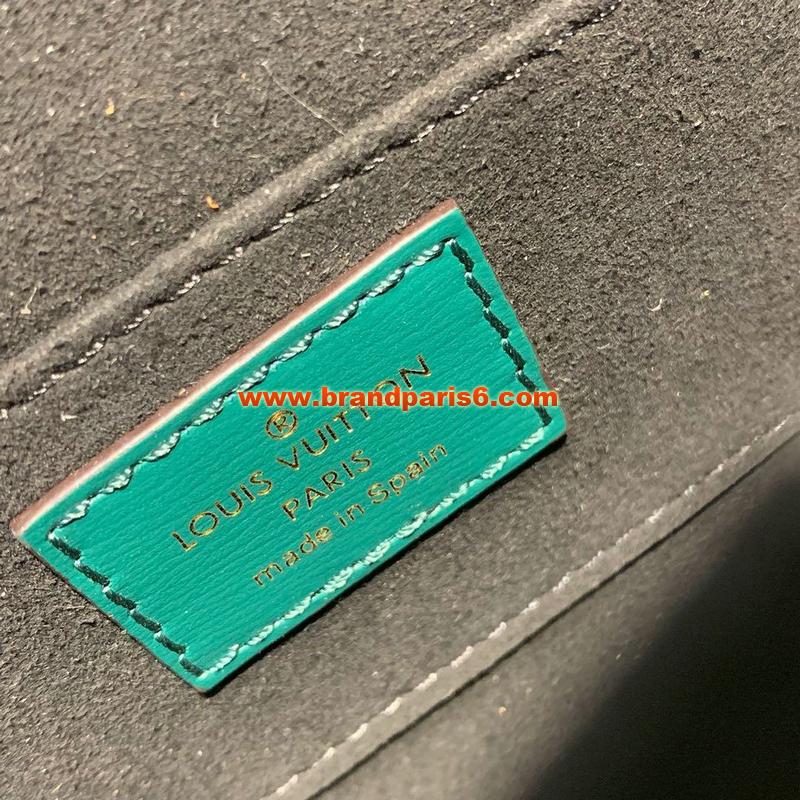 www.brandparis6.com
®
LOUIS VUITTON
PARIS
made in Spain